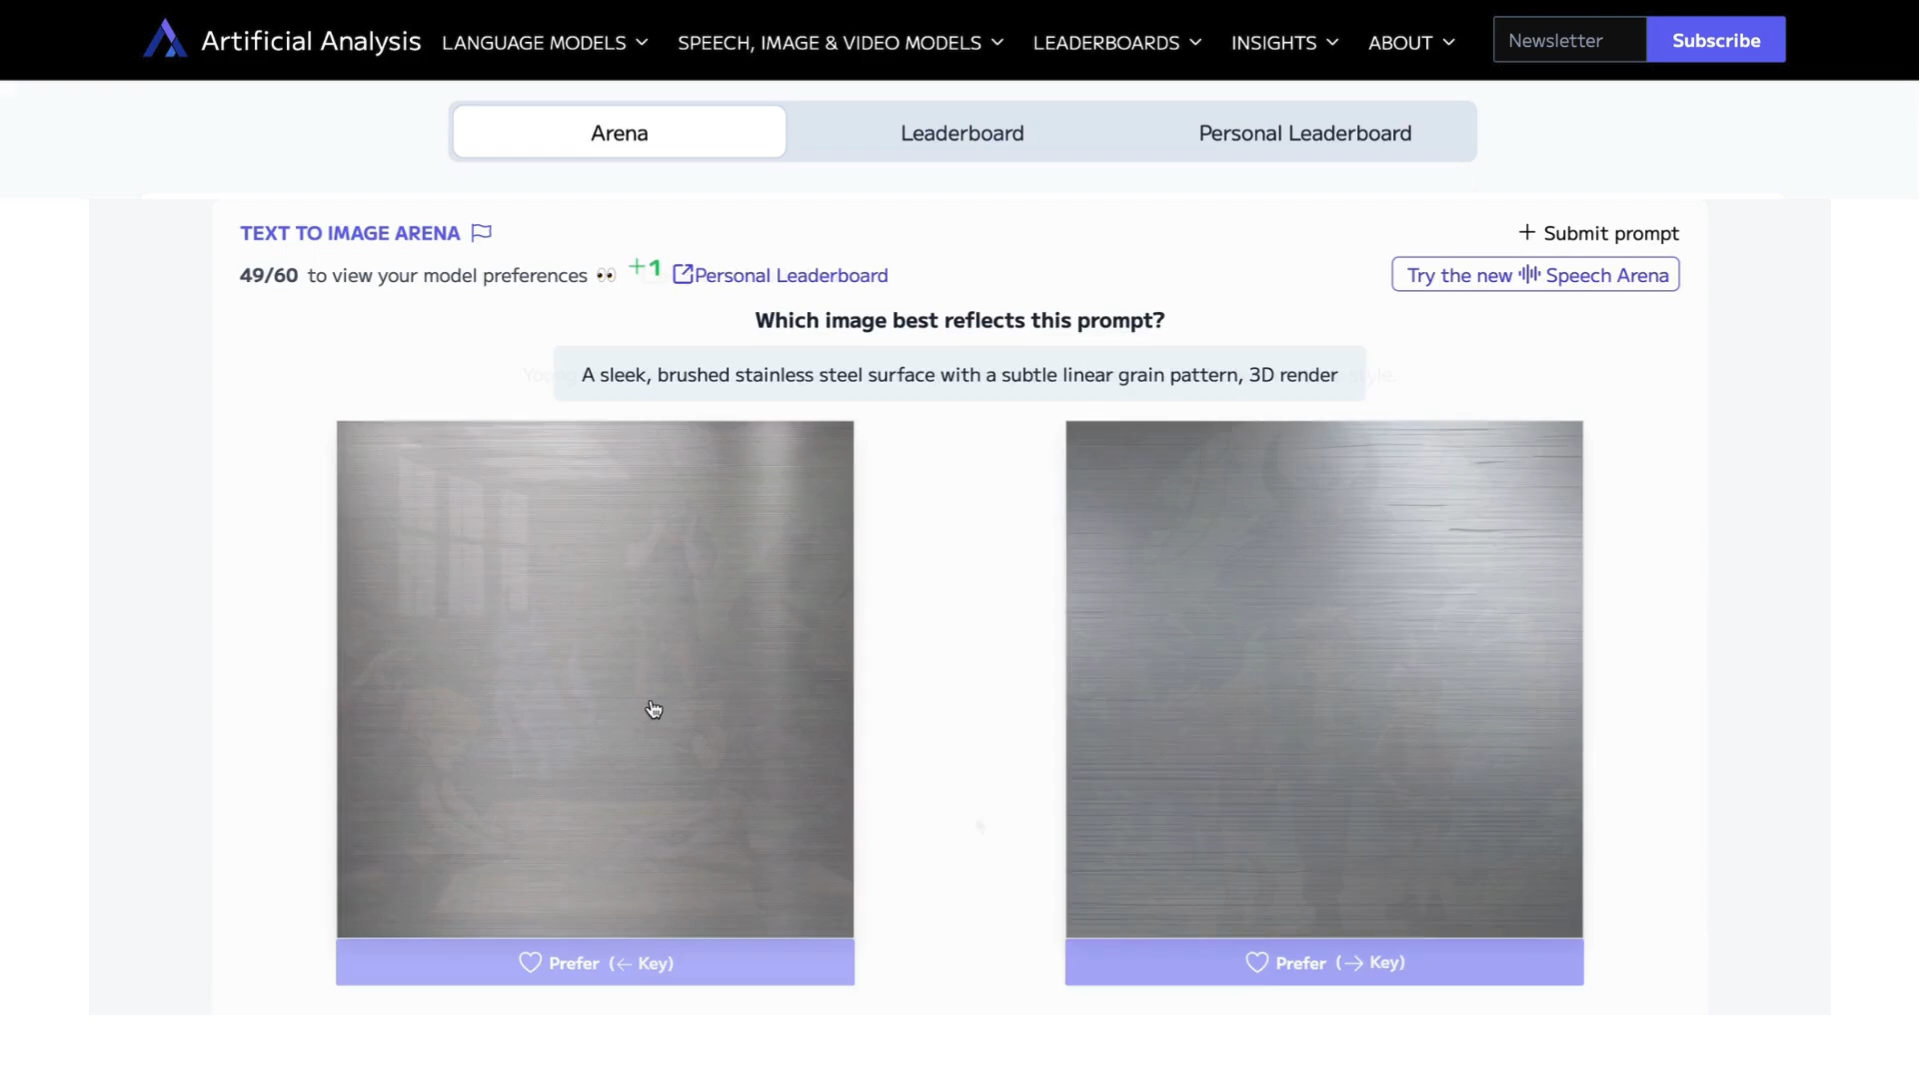 Artificial Analysis LANGUAGE MODELS SPEECH, IMAGE & VIDEO MODELS LEADERBOARDS INSIGHTS ABOUT Newsletter Subscribe
Arena Leaderboard Personal Leaderboard
TEXT TO IMAGE ARENA + Submit prompt
49/60 to view your model preferences 👀 +1 Personal Leaderboard Try the new Speech Arena
Which image best reflects this prompt?
A sleek, brushed stainless steel surface with a subtle linear grain pattern, 3D render
Prefer (← Key) Prefer (→ Key)